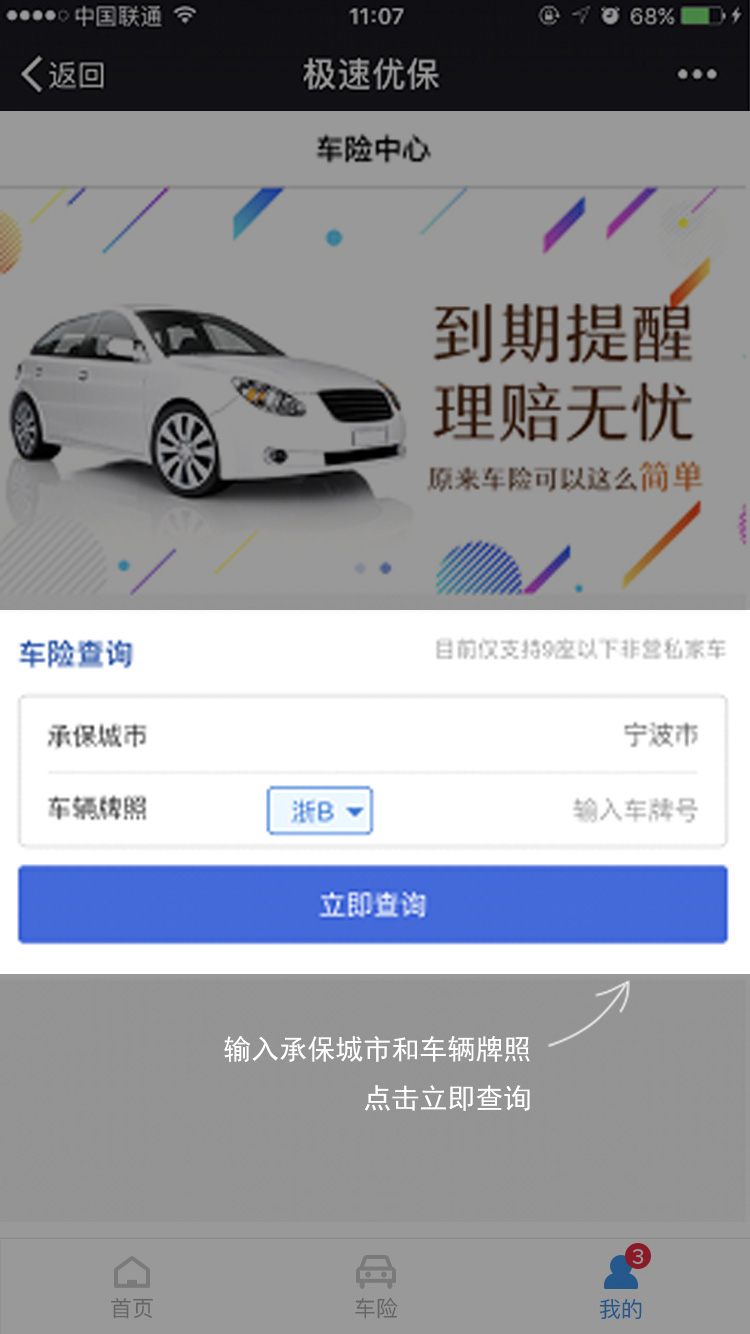 中国联通
11:07
68%
返回
极速优保
车险中心
到期提醒
理赔无忧
原来车险可以这么简单
车险查询
目前仅支持9座以下非营私家车
承保城市
宁波市
车辆牌照
浙B
输入车牌号
立即查询
输入承保城市和车辆牌照
点击立即查询
3
首页
车险
我的